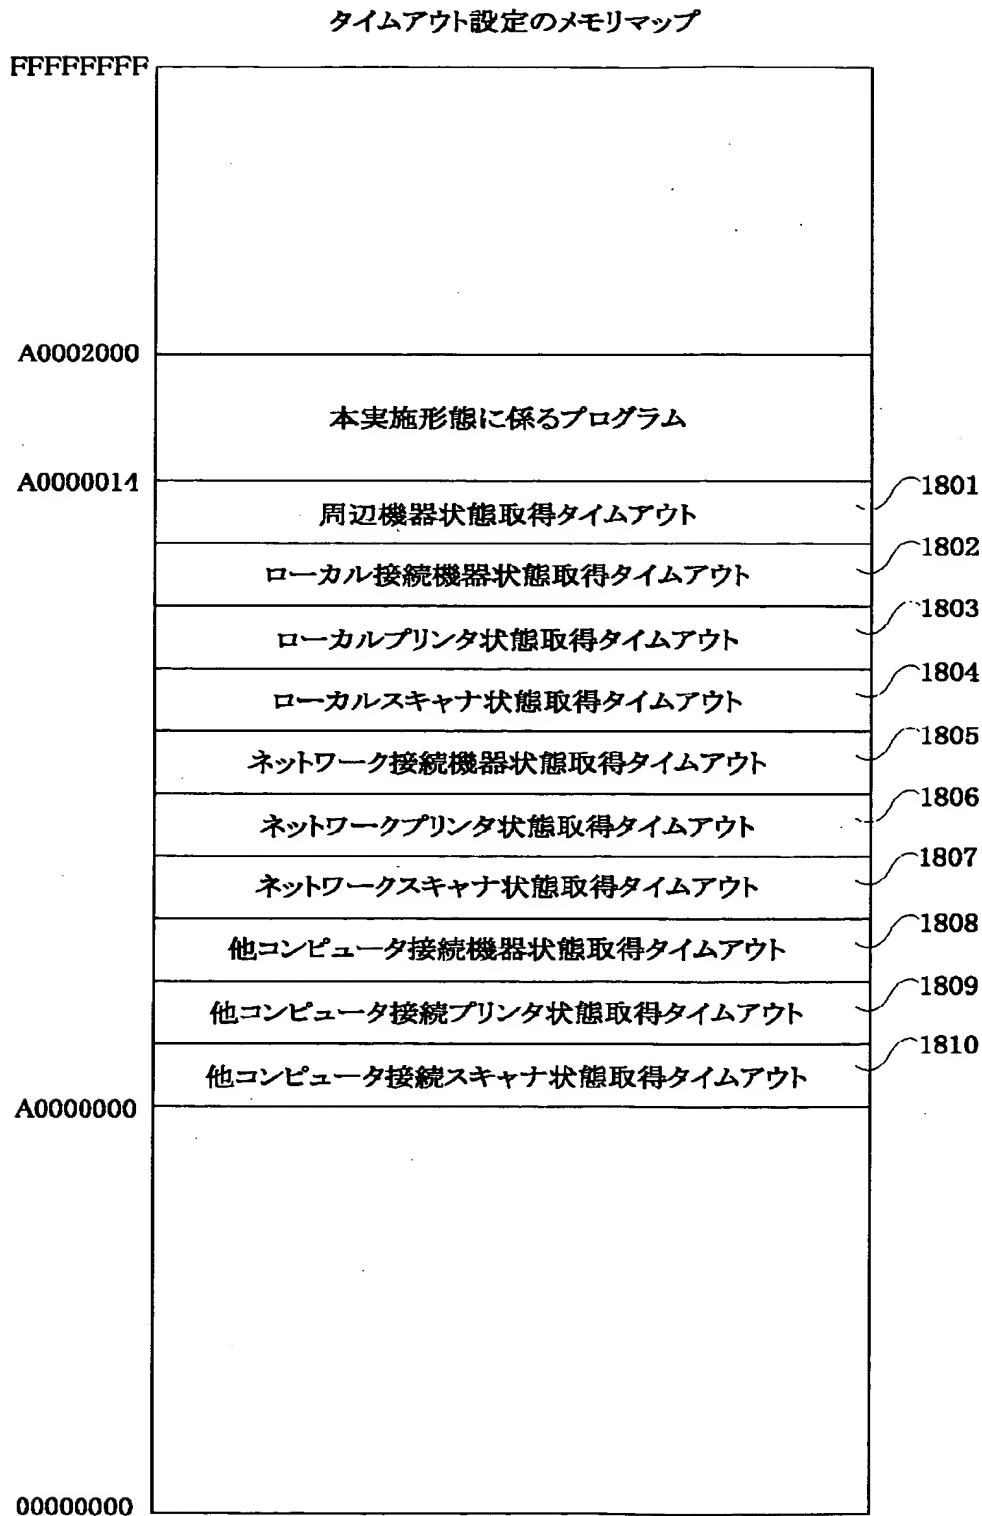 タイムアウト設定のメモリマップ
FFFFFFFF
A0002000
本実施形態に係るプログラム
A0000014
周辺機器状態取得タイムアウト 1801
ローカル接続機器状態取得タイムアウト 1802
ローカルプリンタ状態取得タイムアウト 1803
ローカルスキャナ状態取得タイムアウト 1804
ネットワーク接続機器状態取得タイムアウト 1805
ネットワークプリンタ状態取得タイムアウト 1806
ネットワークスキャナ状態取得タイムアウト 1807
他コンピュータ接続機器状態取得タイムアウト 1808
他コンピュータ接続プリンタ状態取得タイムアウト 1809
他コンピュータ接続スキャナ状態取得タイムアウト 1810
A0000000
00000000